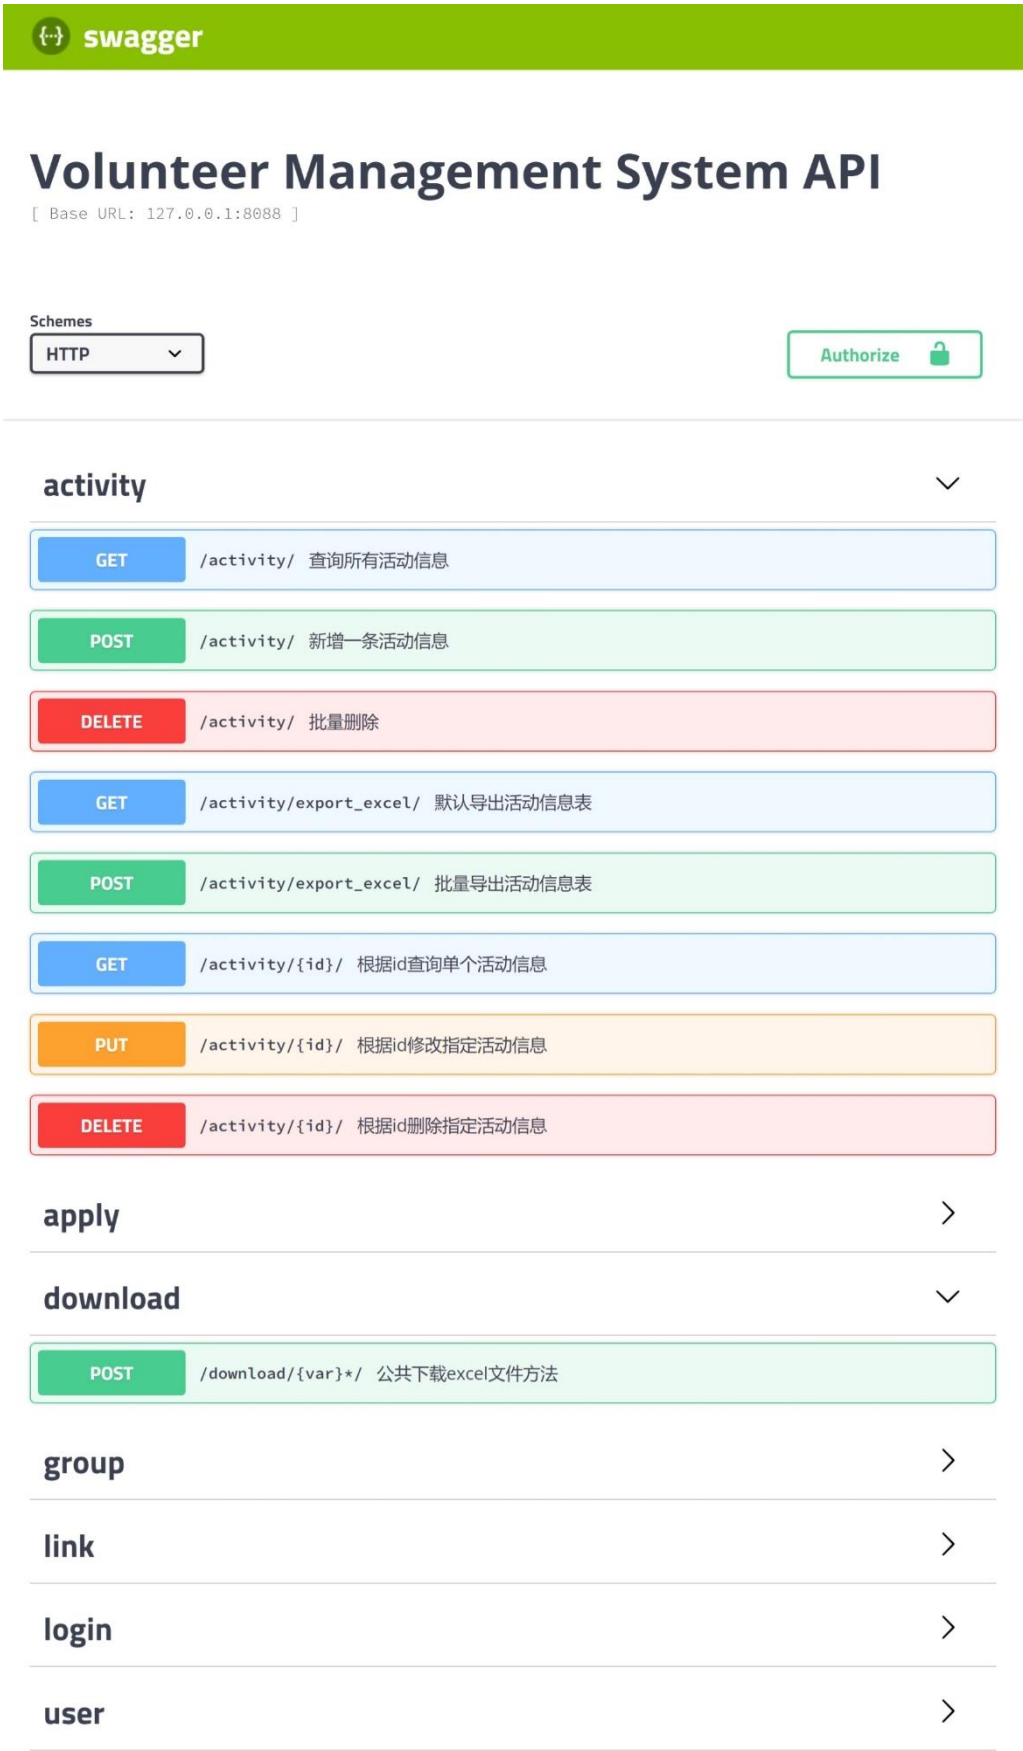 {···} swagger
Volunteer Management System API
[ Base URL: 127.0.0.1:8088 ]
Schemes
HTTP
Authorize
activity
GET /activity/ 查询所有活动信息
POST /activity/ 新增一条活动信息
DELETE /activity/ 批量删除
GET /activity/export_excel/ 默认导出活动信息表
POST /activity/export_excel/ 批量导出活动信息表
GET /activity/{id}/ 根据id查询单个活动信息
PUT /activity/{id}/ 根据id修改指定活动信息
DELETE /activity/{id}/ 根据id删除指定活动信息
apply
download
POST /download/{var}*/ 公共下载excel文件方法
group
link
login
user